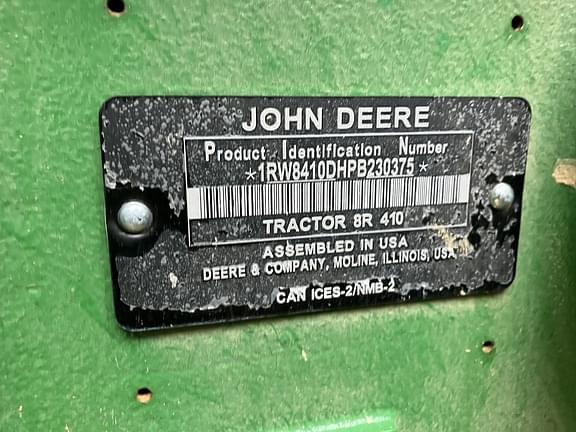 JOHN DEERE
Product Identification Number
*1RW8410DHPB230375*
TRACTOR 8R 410
ASSEMBLED IN USA
DEERE & COMPANY, MOLINE, ILLINOIS, USA
CAN ICES-2/NMB-2